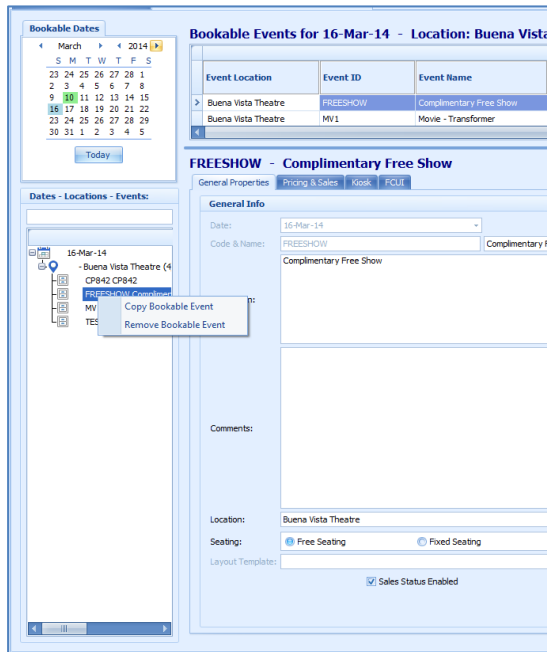 Bookable Dates
March 2014
S M T W T F S
23 24 25 26 27 28 1
2 3 4 5 6 7 8
9 10 11 12 13 14 15
16 17 18 19 20 21 22
23 24 25 26 27 28 29
30 31 1 2 3 4 5
Today
Bookable Events for 16-Mar-14 - Location: Buena Vista
Event Location Event ID Event Name
Buena Vista Theatre FREESHOW Complimentary Free Show
Buena Vista Theatre MV1 Movie - Transformer
FREESHOW - Complimentary Free Show
General Properties Pricing & Sales Kiosk FCUI
Dates - Locations - Events:
16-Mar-14
- Buena Vista Theatre (4
CP842 CP842
FREESHOW Complimen
MV
TES
Copy Bookable Event
Remove Bookable Event
General Info
Date: 16-Mar-14
Code & Name: FREESHOW Complimentary F
Complimentary Free Show
n:
Comments:
Location: Buena Vista Theatre
Seating: Free Seating Fixed Seating
Layout Template:
Sales Status Enabled